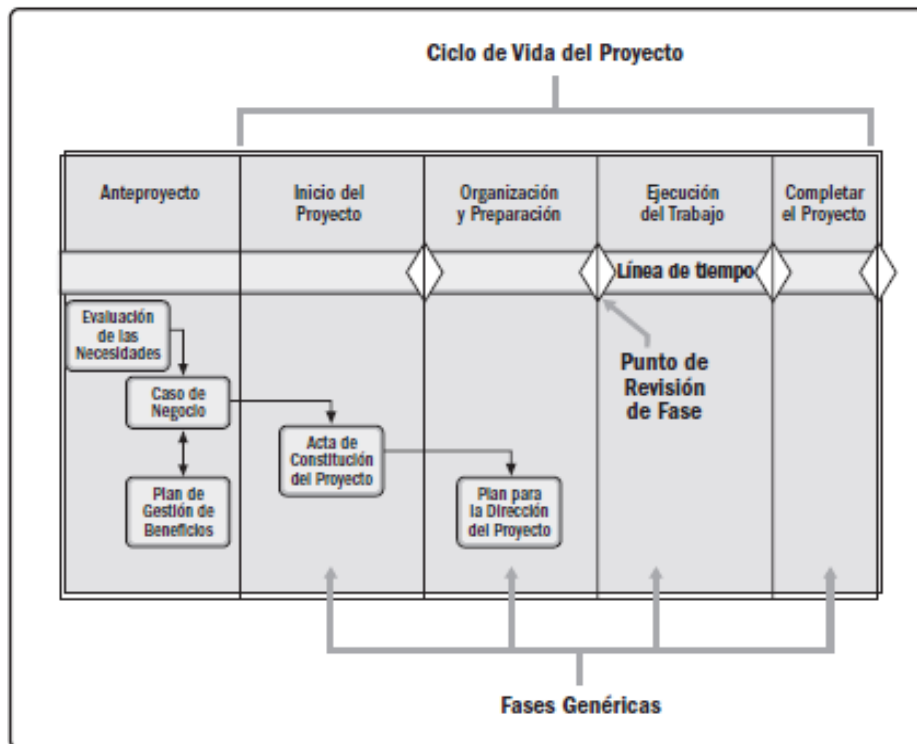 Ciclo de Vida del Proyecto
Anteproyecto
Inicio del
Proyecto
Organización
y Preparación
Ejecución
del Trabajo
Completar
el Proyecto
Línea de tiempo
Evaluación
de las
Necesidades
Caso de
Negocio
Plan de
Gestión de
Beneficios
Acta de
Constitución
del Proyecto
Plan para
la Dirección
del Proyecto
Punto de
Revisión
de Fase
Fases Genéricas